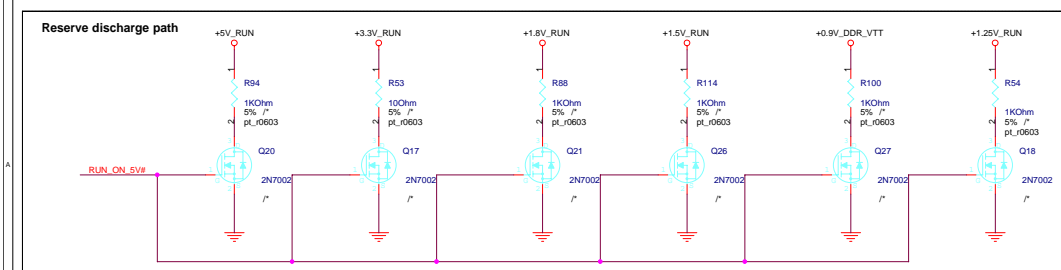 Reserve discharge path
+5V_RUN
+3.3V_RUN
+1.8V_RUN
+1.5V_RUN
+0.9V_DDR_VTT
+1.25V_RUN
1
1
1
1
1
1
R94
R53
R88
R114
R100
R54
1KOhm
10Ohm
1KOhm
1KOhm
1KOhm
1KOhm
5% /*
5% /*
5% /*
5% /*
5% /*
5% /*
pt_r0603
pt_r0603
pt_r0603
pt_r0603
pt_r0603
pt_r0603
2
2
2
2
2
2
Q20
Q17
Q21
Q26
Q27
Q18
A
RUN_ON_5V#
2N7002
2N7002
2N7002
2N7002
2N7002
2N7002
/*
/*
/*
/*
/*
/*